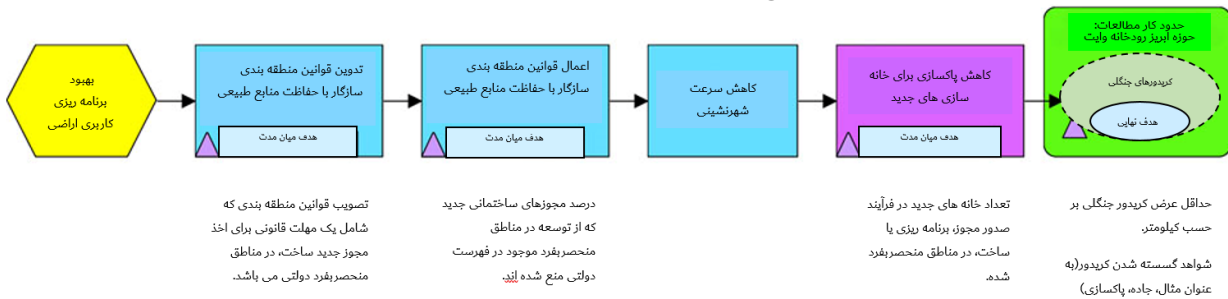 بهبود
برنامه ریزی
کاربری اراضی
تدوین قوانین منطقه بندی
سازگار با حفاظت منابع طبیعی
هدف میان مدت
اعمال قوانین منطقه بندی
سازگار با حفاظت منابع طبیعی
هدف میان مدت
کاهش سرعت
شهرنشینی
کاهش پاکسازی برای خانه
سازی های جدید
هدف میان مدت
حدود کار مطالعات:
حوزه آبریز رودخانه وایت
کریدورهای جنگلی
هدف نهایی
تصویب قوانین منطقه بندی که
شامل یک مهلت قانونی برای اخذ
مجوز جدید ساخت، در مناطق
منحصربفرد دولتی می باشد.
درصد مجوزهای ساختمانی جدید
که از توسعه در مناطق
منحصربفرد موجود در فهرست
دولتی منع شده اند.
تعداد خانه های جدید در فرآیند
صدور مجوز، برنامه ریزی یا
ساخت، در مناطق منحصربفرد
شده.
حداقل عرض کریدور جنگلی بر
حسب کیلومتر.
شواهد گسسته شدن کریدور(به
عنوان مثال، جاده، پاکسازی)